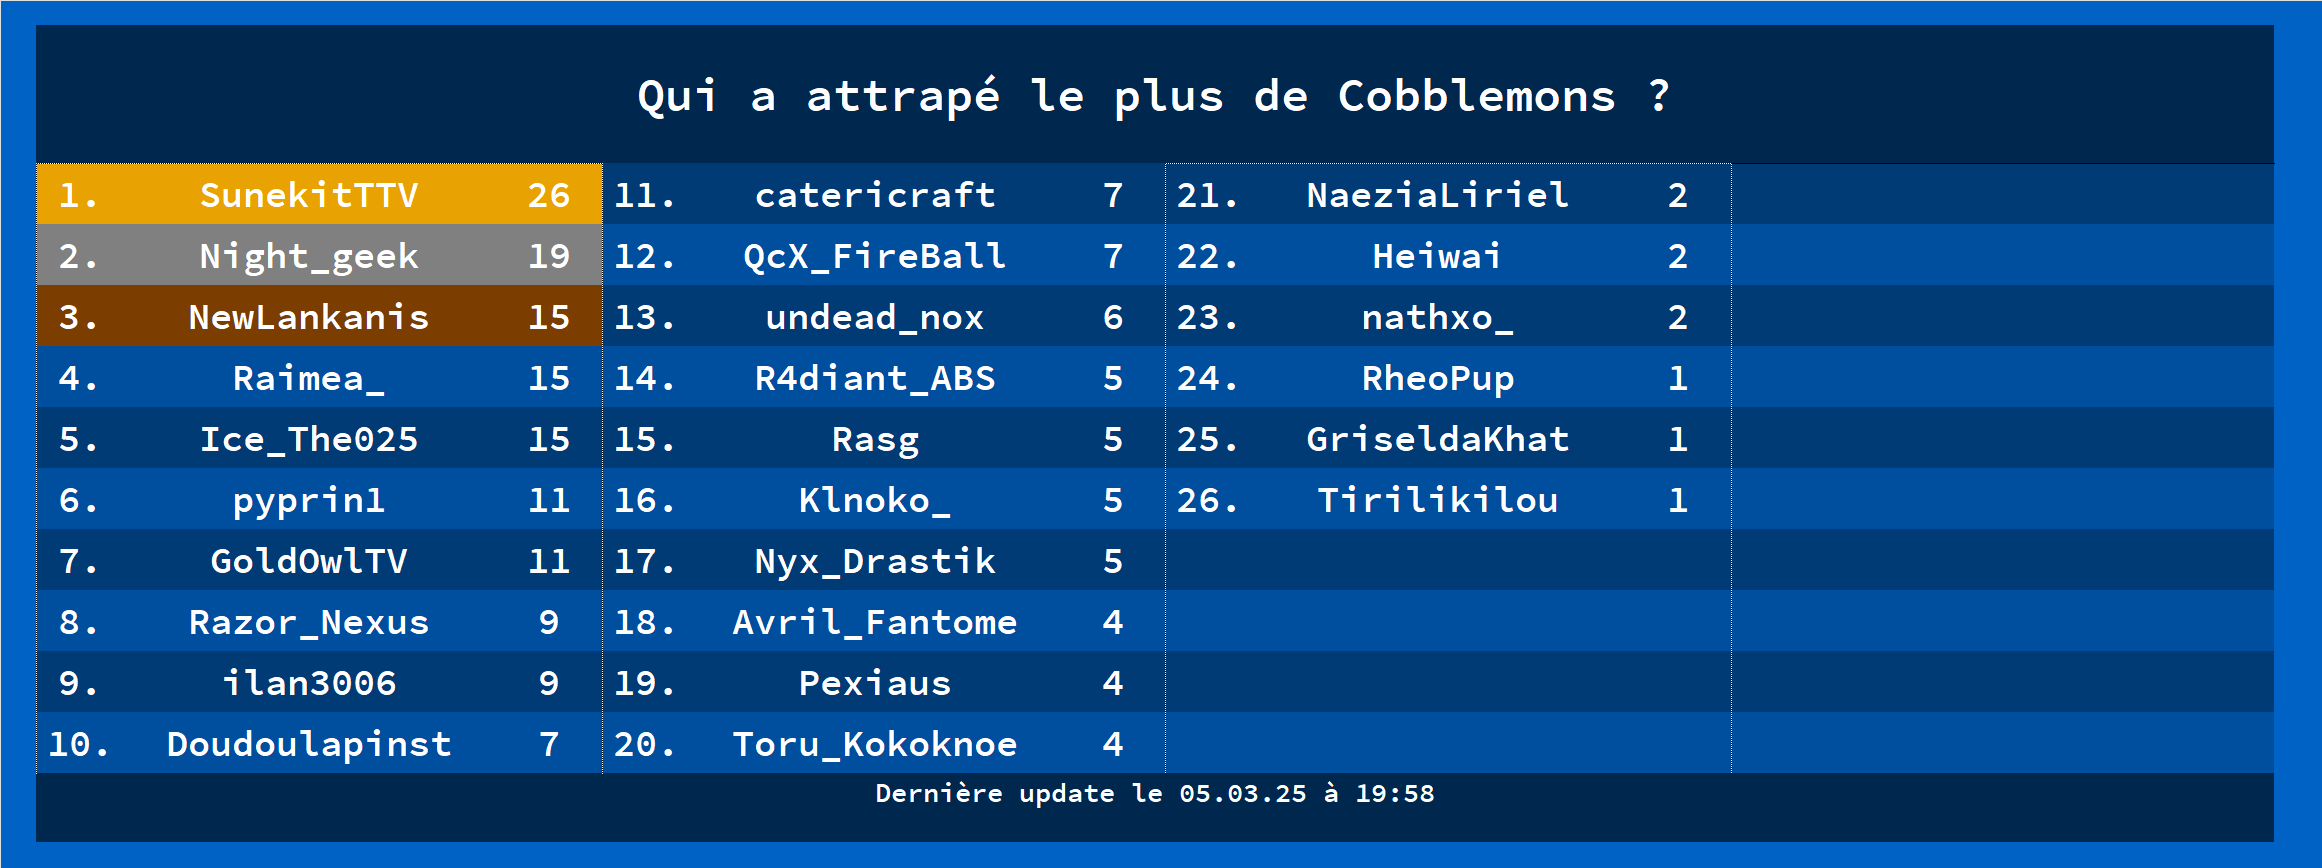 Qui a attrapé le plus de Cobblemons ?
1. SunekitTTV 26
2. Night_geek 19
3. NewLankanis 15
4. Raimea_ 15
5. Ice_The025 15
6. pyprin1 11
7. GoldOwlTV 11
8. Razor_Nexus 9
9. ilan3006 9
10. Doudoulapinst 7
11. catericraft 7
12. QcX_FireBall 7
13. undead_nox 6
14. R4diant_ABS 5
15. Rasg 5
16. Klnoko_ 5
17. Nyx_Drastik 5
18. Avril_Fantome 4
19. Pexiaus 4
20. Toru_Kokoknoe 4
21. NaeziaLiriel 2
22. Heiwai 2
23. nathxo_ 2
24. RheoPup 1
25. GriseldaKhat 1
26. Tirilikilou 1
Dernière update le 05.03.25 à 19:58